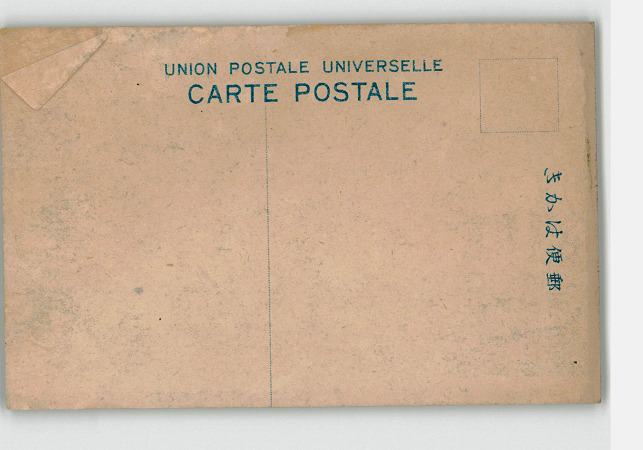 UNION POSTALE UNIVERSELLE
CARTE POSTALE
きかは便郵